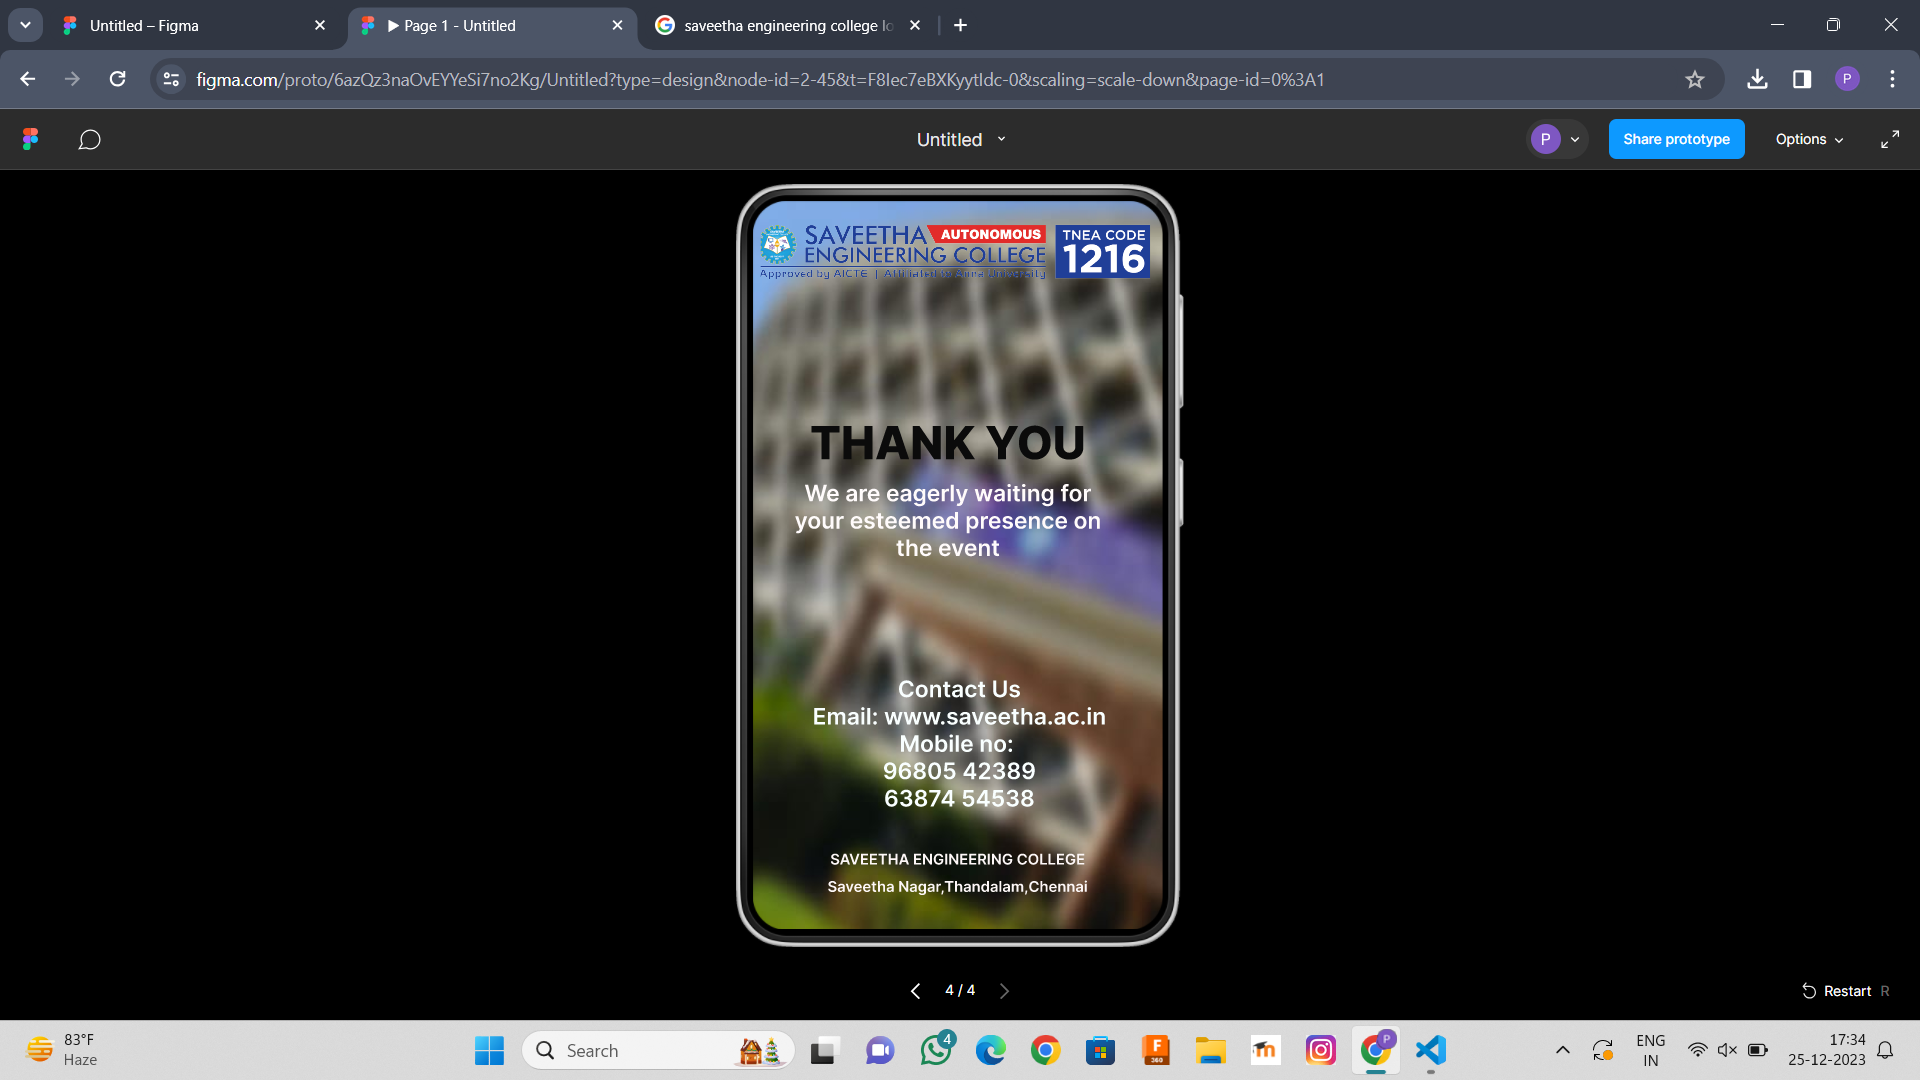 Untitled – Figma
Page 1 - Untitled
saveetha engineering college lo
figma.com/proto/6azQz3naOvEYYeSi7no2Kg/Untitled?type=design&node-id=2-45&t=F8Iec7eBXKyytIdc-0&scaling=scale-down&page-id=0%3A1
P
Untitled
P
Share prototype
Options
SAVEETHA AUTONOMOUS
ENGINEERING COLLEGE
Approved by AICTE | Affiliated to Anna University
TNEA CODE
1216
THANK YOU
We are eagerly waiting for
your esteemed presence on
the event
Contact Us
Email: www.saveetha.ac.in
Mobile no:
96805 42389
63874 54538
SAVEETHA ENGINEERING COLLEGE
Saveetha Nagar,Thandalam,Chennai
4 / 4
Restart R
83°F
Haze
Search
4
F
360
P
ENG
IN
17:34
25-12-2023